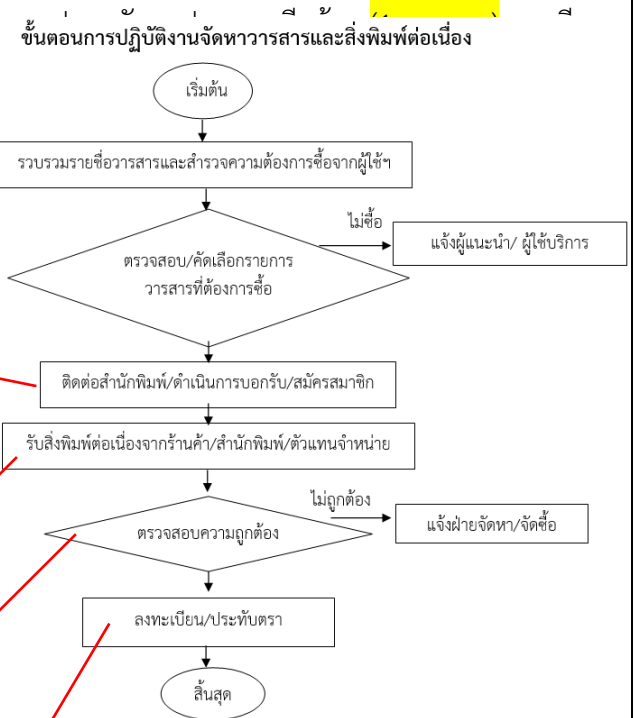 ขั้นตอนการปฏิบัติงานจัดหาวารสารและสิ่งพิมพ์ต่อเนื่อง
เริ่มต้น
รวบรวมรายชื่อวารสารและสำรวจความต้องการซื้อจากผู้ใช้ฯ
ไม่ซื้อ
แจ้งผู้แนะนำ/ ผู้ใช้บริการ
ตรวจสอบ/คัดเลือกรายการ
วารสารที่ต้องการซื้อ
ติดต่อสำนักพิมพ์/ดำเนินการบอกรับ/สมัครสมาชิก
รับสิ่งพิมพ์ต่อเนื่องจากร้านค้า/สำนักพิมพ์/ตัวแทนจำหน่าย
ไม่ถูกต้อง
แจ้งฝ่ายจัดหา/จัดซื้อ
ตรวจสอบความถูกต้อง
ลงทะเบียน/ประทับตรา
สิ้นสุด